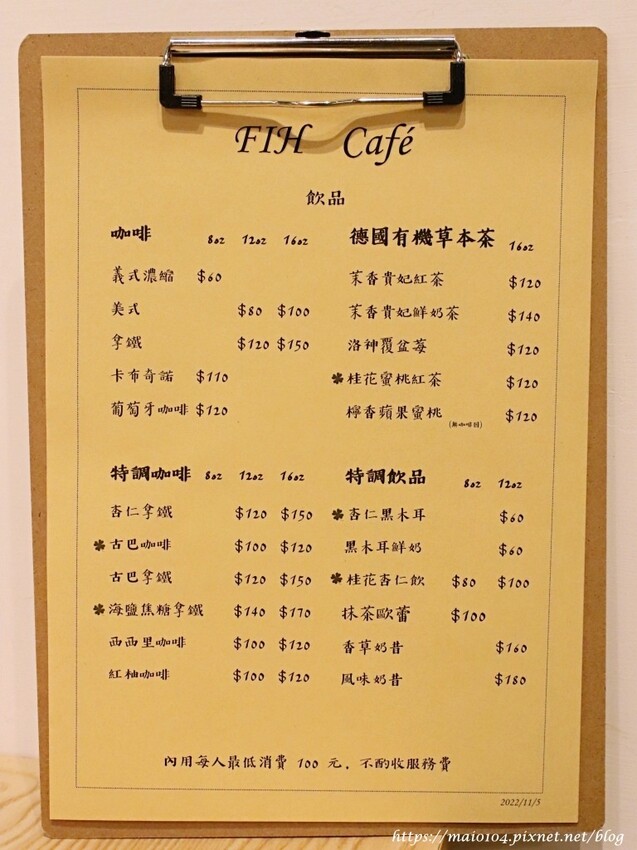 FIH Café
飲品
咖啡 8oz 12oz 16oz
義式濃縮 $60
美式 $80 $100
拿鐵 $120 $150
卡布奇諾 $110
葡萄牙咖啡 $120
德國有機草本茶 16oz
茉香貴妃紅茶 $120
茉香貴妃鮮奶茶 $140
洛神覆盆莓 $120
桂花蜜桃紅茶 $120
檸香蘋果蜜桃 (無咖啡因) $120
特調咖啡 8oz 12oz 16oz
杏仁拿鐵 $120 $150
古巴咖啡 $100 $120
古巴拿鐵 $120 $150
海鹽焦糖拿鐵 $140 $170
西西里咖啡 $100 $120
紅柚咖啡 $100 $120
特調飲品 8oz 12oz
杏仁黑木耳 $60
黑木耳鮮奶 $60
桂花杏仁飲 $80 $100
抹茶歐蕾 $100
香草奶昔 $160
風味奶昔 $180
內用每人最低消費 100 元，不酌收服務費
2022/11/5
https://maio104.pixnet.net/blog